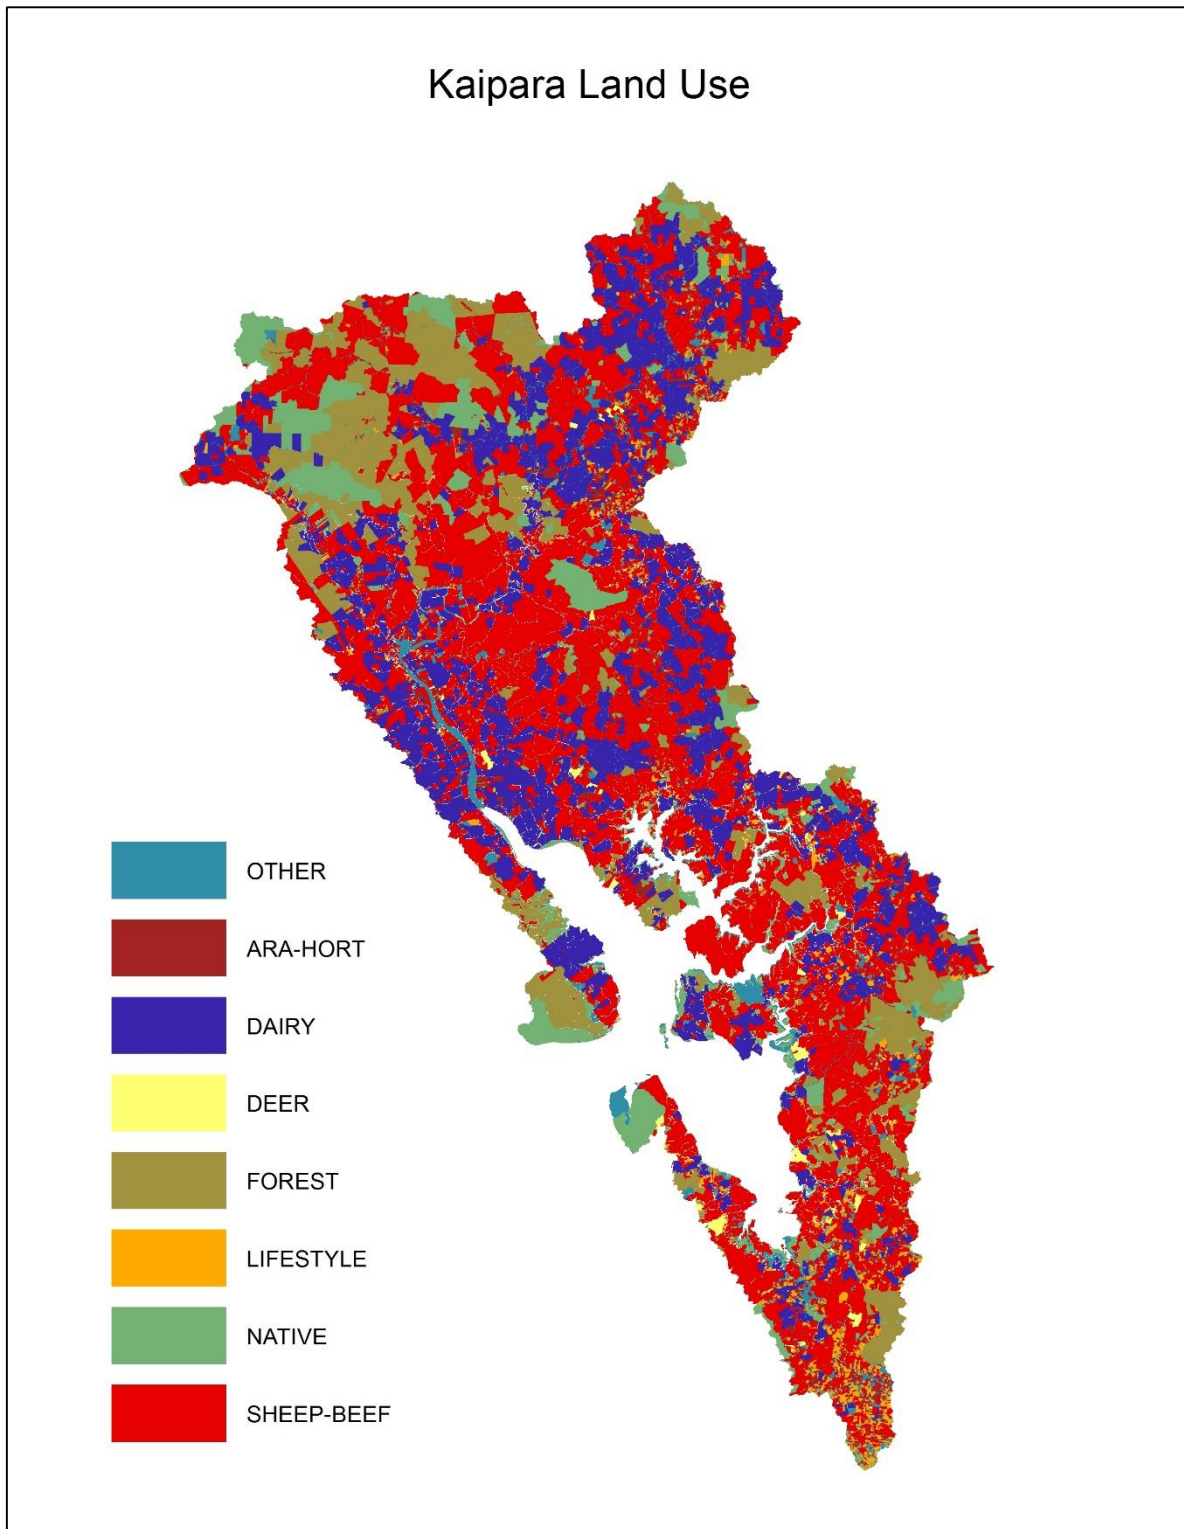 Kaipara Land Use
OTHER
ARA-HORT
DAIRY
DEER
FOREST
LIFESTYLE
NATIVE
SHEEP-BEEF